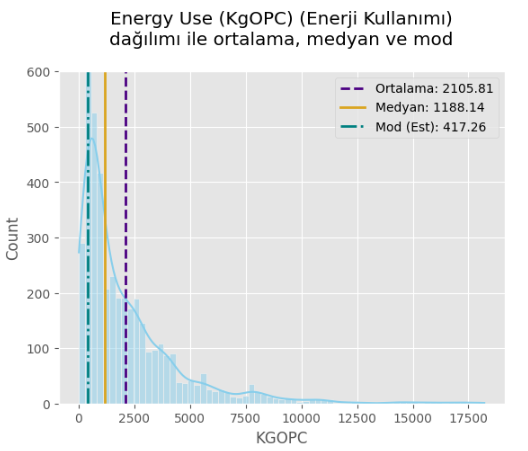 Energy Use (KgOPC) (Enerji Kullanımı)
dağılımı ile ortalama, medyan ve mod
600
500
400
300
200
100
0
Count
Ortalama: 2105.81
Medyan: 1188.14
Mod (Est): 417.26
0 2500 5000 7500 10000 12500 15000 17500
KGOPC